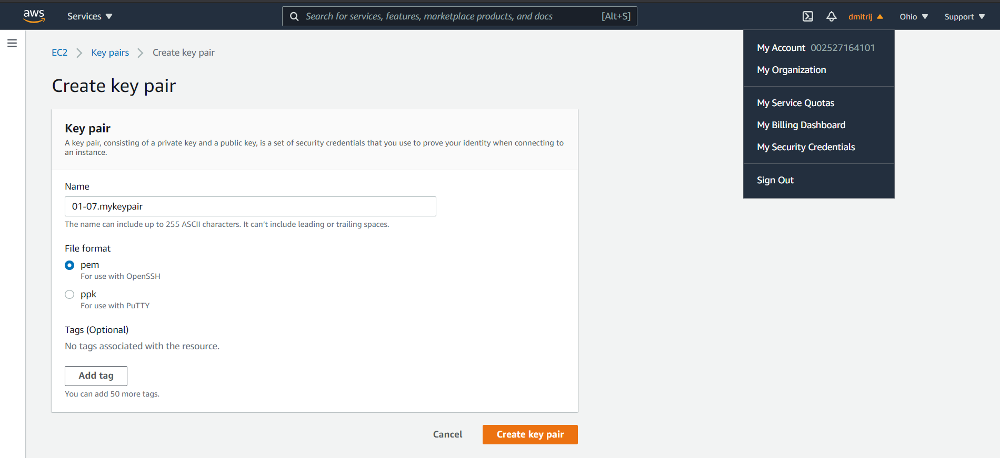 aws
Services
Search for services, features, marketplace products, and docs [Alt+S]
dmitrij
Ohio
Support
My Account 002527164101
My Organization
My Service Quotas
My Billing Dashboard
My Security Credentials
Sign Out
EC2 Key pairs Create key pair
Create key pair
Key pair
A key pair, consisting of a private key and a public key, is a set of security credentials that you use to prove your identity when connecting to
an instance.
Name
01-07.mykeypair
The name can include up to 255 ASCII characters. It can't include leading or trailing spaces.
File format
pem
For use with OpenSSH
ppk
For use with PuTTY
Tags (Optional)
No tags associated with the resource.
Add tag
You can add 50 more tags.
Cancel
Create key pair